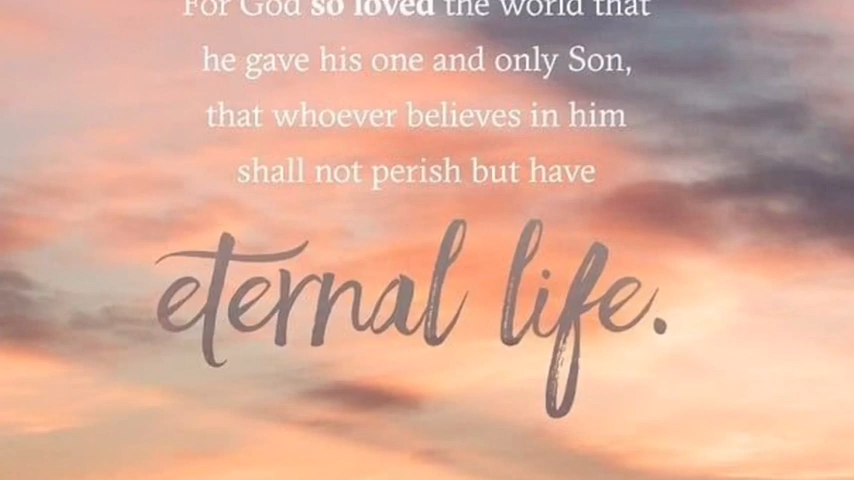 For God so loved the world that
he gave his one and only Son,
that whoever believes in him
shall not perish but have
eternal life.